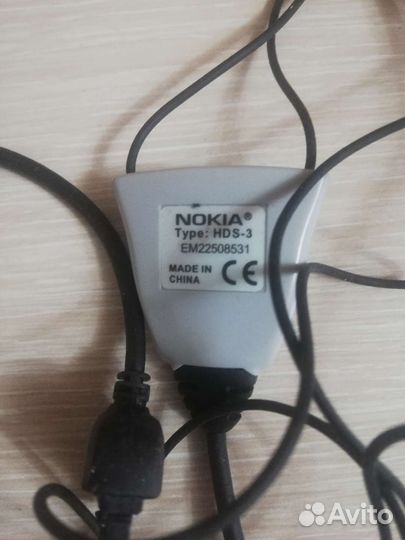 NOKIA®
Type: HDS-3
EM22508531
MADE IN
CHINA
CE
Avito